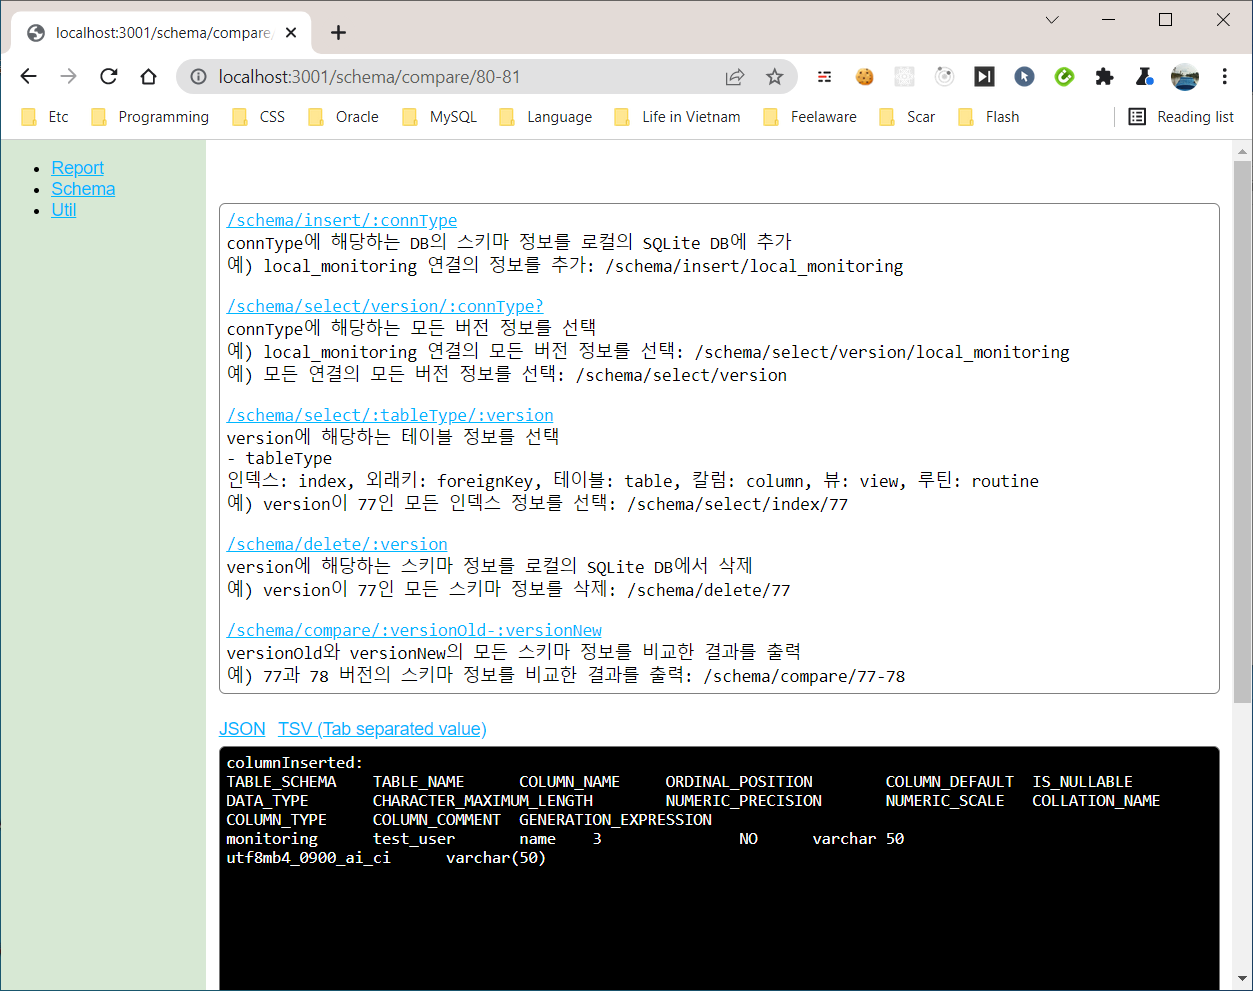 localhost:3001/schema/compare/
localhost:3001/schema/compare/80-81
Etc Programming CSS Oracle MySQL Language Life in Vietnam Feelaware Scar Flash Reading list
Report
Schema
Util
/schema/insert/:connType
connType에 해당하는 DB의 스키마 정보를 로컬의 SQLite DB에 추가
예) local_monitoring 연결의 정보를 추가: /schema/insert/local_monitoring
/schema/select/version/:connType?
connType에 해당하는 모든 버전 정보를 선택
예) local_monitoring 연결의 모든 버전 정보를 선택: /schema/select/version/local_monitoring
예) 모든 연결의 모든 버전 정보를 선택: /schema/select/version
/schema/select/:tableType/:version
version에 해당하는 테이블 정보를 선택
- tableType
인덱스: index, 외래키: foreignKey, 테이블: table, 칼럼: column, 뷰: view, 루틴: routine
예) version이 77인 모든 인덱스 정보를 선택: /schema/select/index/77
/schema/delete/:version
version에 해당하는 스키마 정보를 로컬의 SQLite DB에서 삭제
예) version이 77인 모든 스키마 정보를 삭제: /schema/delete/77
/schema/compare/:versionOld-:versionNew
versionOld와 versionNew의 모든 스키마 정보를 비교한 결과를 출력
예) 77과 78 버전의 스키마 정보를 비교한 결과를 출력: /schema/compare/77-78
JSON TSV (Tab separated value)
columnInserted:
TABLE_SCHEMA TABLE_NAME COLUMN_NAME ORDINAL_POSITION COLUMN_DEFAULT IS_NULLABLE
DATA_TYPE CHARACTER_MAXIMUM_LENGTH NUMERIC_PRECISION NUMERIC_SCALE COLLATION_NAME
COLUMN_TYPE COLUMN_COMMENT GENERATION_EXPRESSION
monitoring test_user name 3 NO varchar 50
utf8mb4_0900_ai_ci varchar(50)